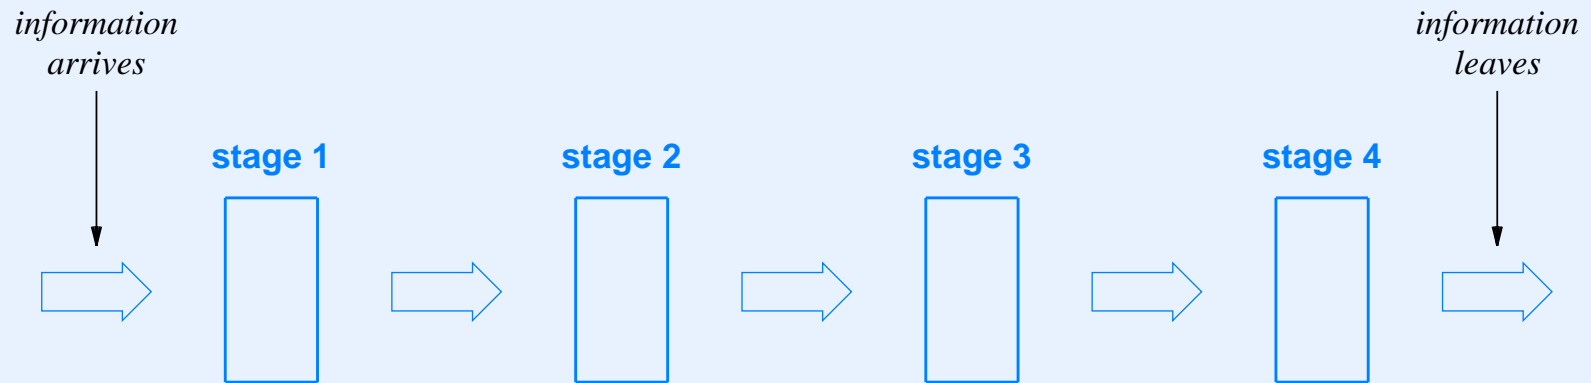 information
arrives
information
leaves
stage 1
stage 2
stage 3
stage 4